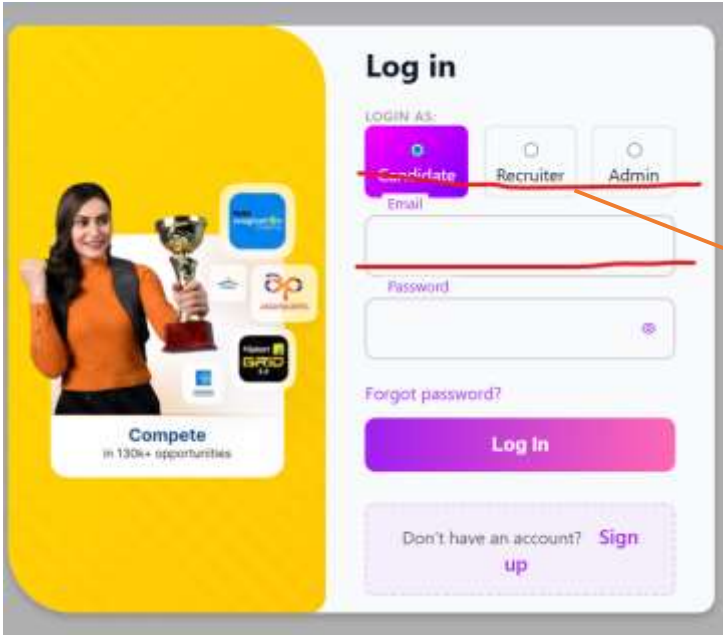 Log in
LOGIN AS:
Candidate
Recruiter
Admin
Email
Password
Forgot password?
Log In
Don't have an account? Sign
up
GRID
Compete
in 130k+ opportunities